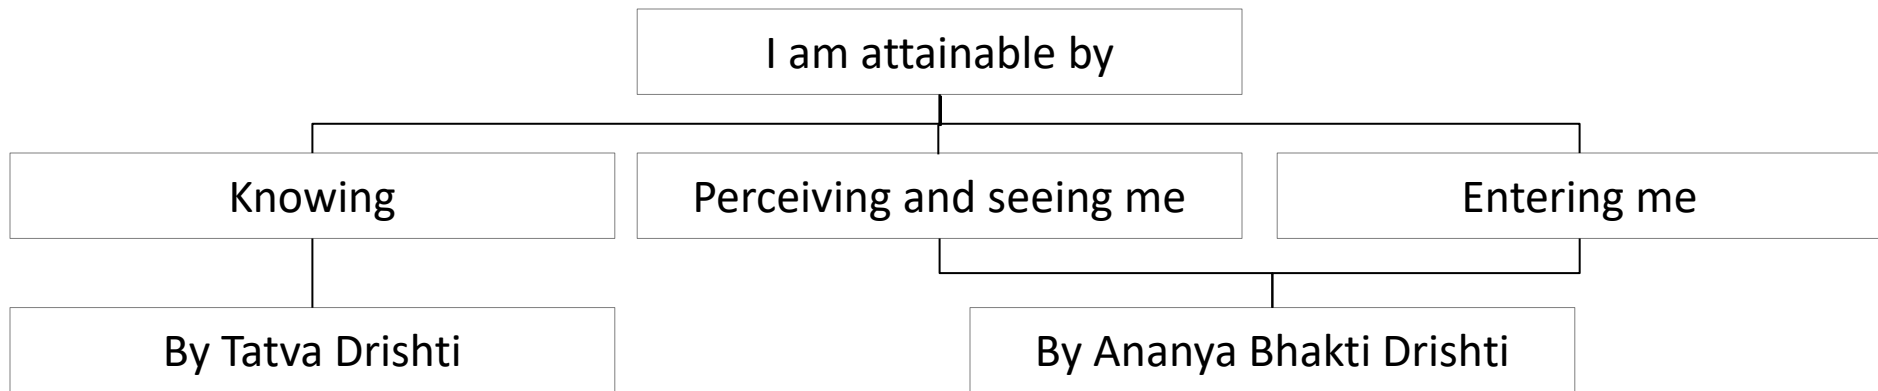 I am attainable by
Knowing
Perceiving and seeing me
Entering me
By Tatva Drishti
By Ananya Bhakti Drishti